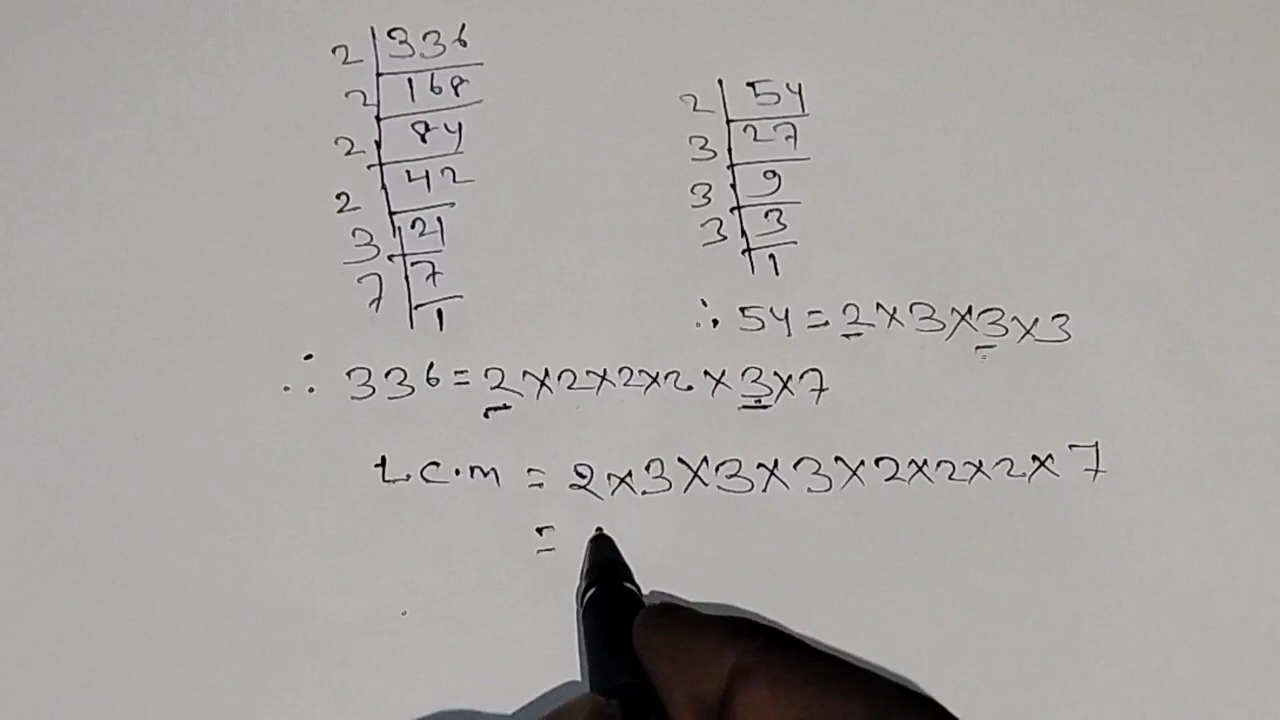 2 | 336
2 | 168
2 | 84
2 | 42
3 | 21
7 | 7
1
2 | 54
3 | 27
3 | 9
3 | 3
1
∴ 54 = 2×3×3×3
∴ 336 = 2×2×2×2×3×7
L.C.M = 2×3×3×3×2×2×2×7
=